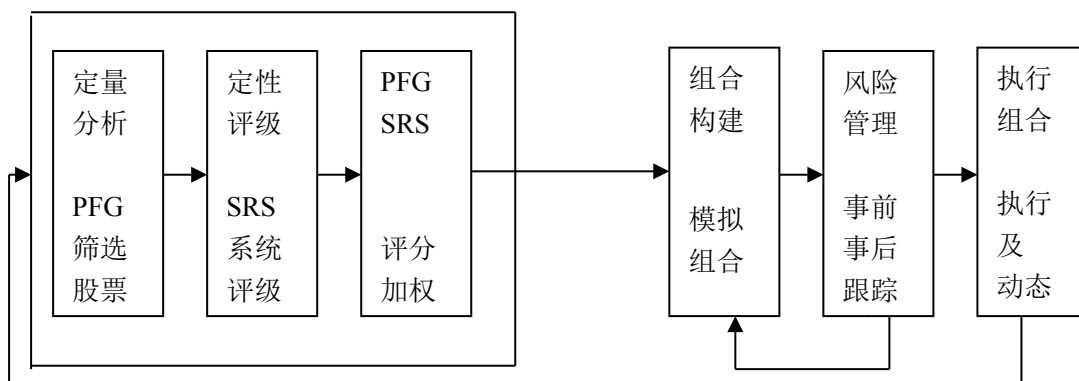 定量
分析
PFG
筛选
股票
定性
评级
SRS
系统
评级
PFG
SRS
评分
加权
组合
构建
模拟
组合
风险
管理
事前
事后
跟踪
执行
组合
执行
及
动态